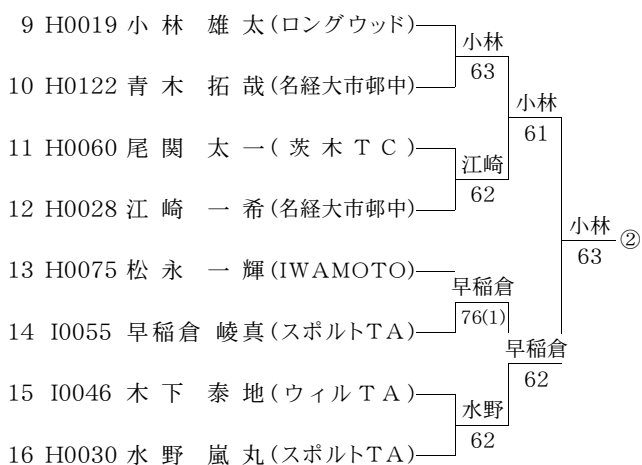 9 H0019 小 林 雄 太(ロングウッド)
小林
63
10 H0122 青 木 拓 哉(名経大市邨中)
小林
61
11 H0060 尾 関 太 一(茨 木 T C)
江崎
62
12 H0028 江 崎 一 希(名経大市邨中)
小林
63
②
13 H0075 松 永 一 輝(IWAMOTO)
早稲倉
76(1)
14 I0055 早稲倉 崚真(スポルトTA)
早稲倉
62
15 I0046 木 下 泰 地(ウィルTA)
水野
62
16 H0030 水 野 嵐 丸(スポルトTA)